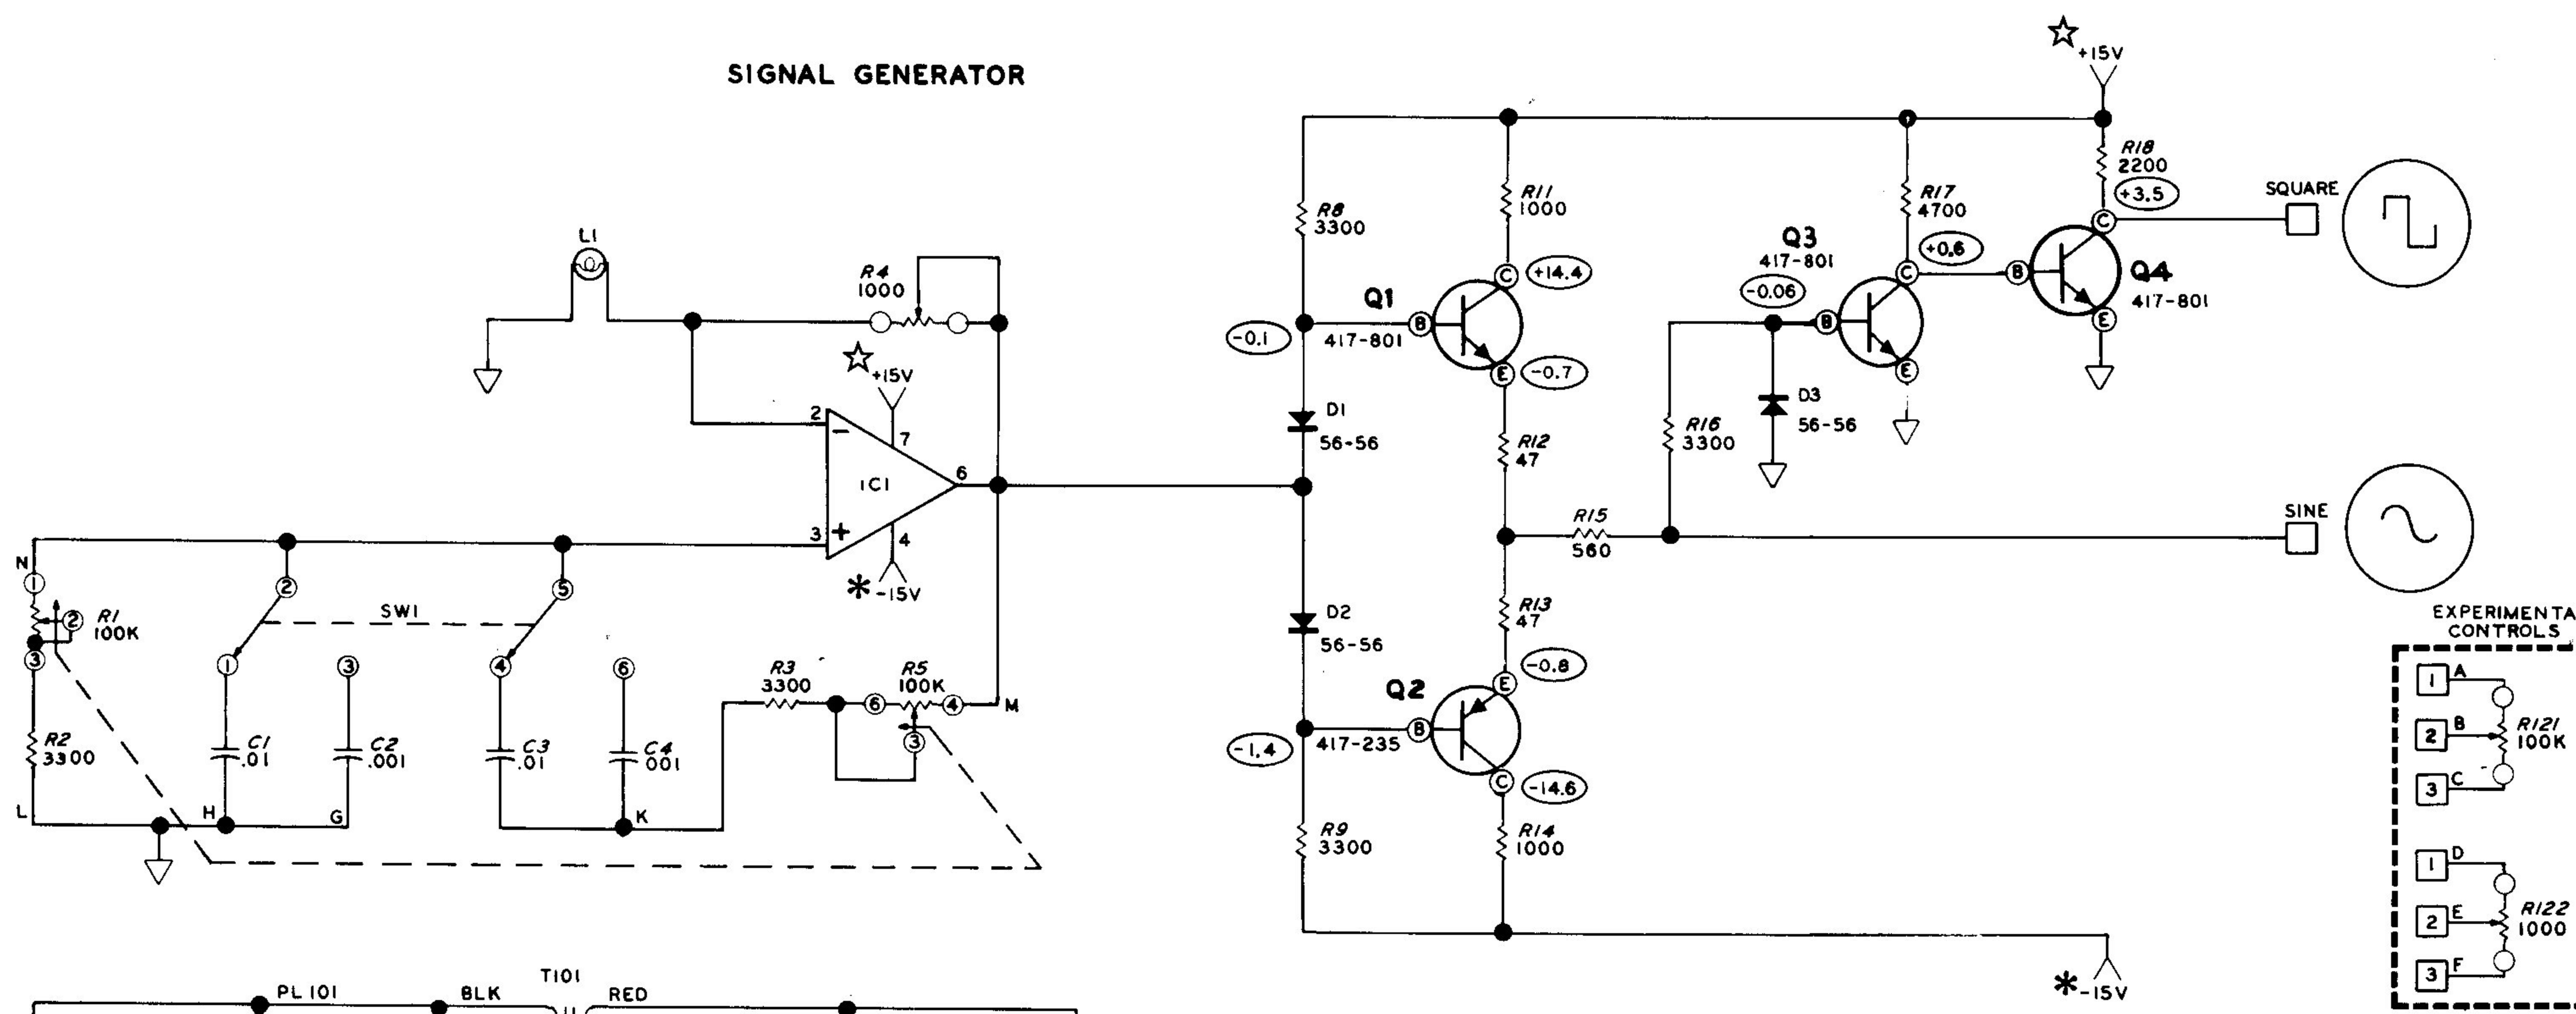 SIGNAL GENERATOR
☆
+15V
R18
2200
+3.5
SQUARE
R11
1000
R17
4700
R8
3300
L1
R4
1000
Q3
417-801
+0.6
C
B
Q4
417-801
E
-0.06
C
B
E
Q1
+14.4
C
B
-0.1
417-801
E
-0.7
☆
+15V
2
7
-
D1
56-56
R12
47
R16
3300
D3
56-56
IC1
6
3
+
4
* -15V
R15
560
SINE
N
1
2
R1
100K
3
2
5
SW1
1
3
4
6
D2
56-56
R13
47
-0.8
E
Q2
B
-1.4
417-235
C
-14.6
R3
3300
R5
100K
6
4
M
3
R2
3300
C1
.01
C2
.001
C3
.01
C4
001
L
H
G
K
R9
3300
R14
1000
* -15V
EXPERIMENTA
CONTROLS
1 A
2 B
R121
100K
3 C
1 D
2 E
R122
1000
3 F
T101
PL101
BLK
RED